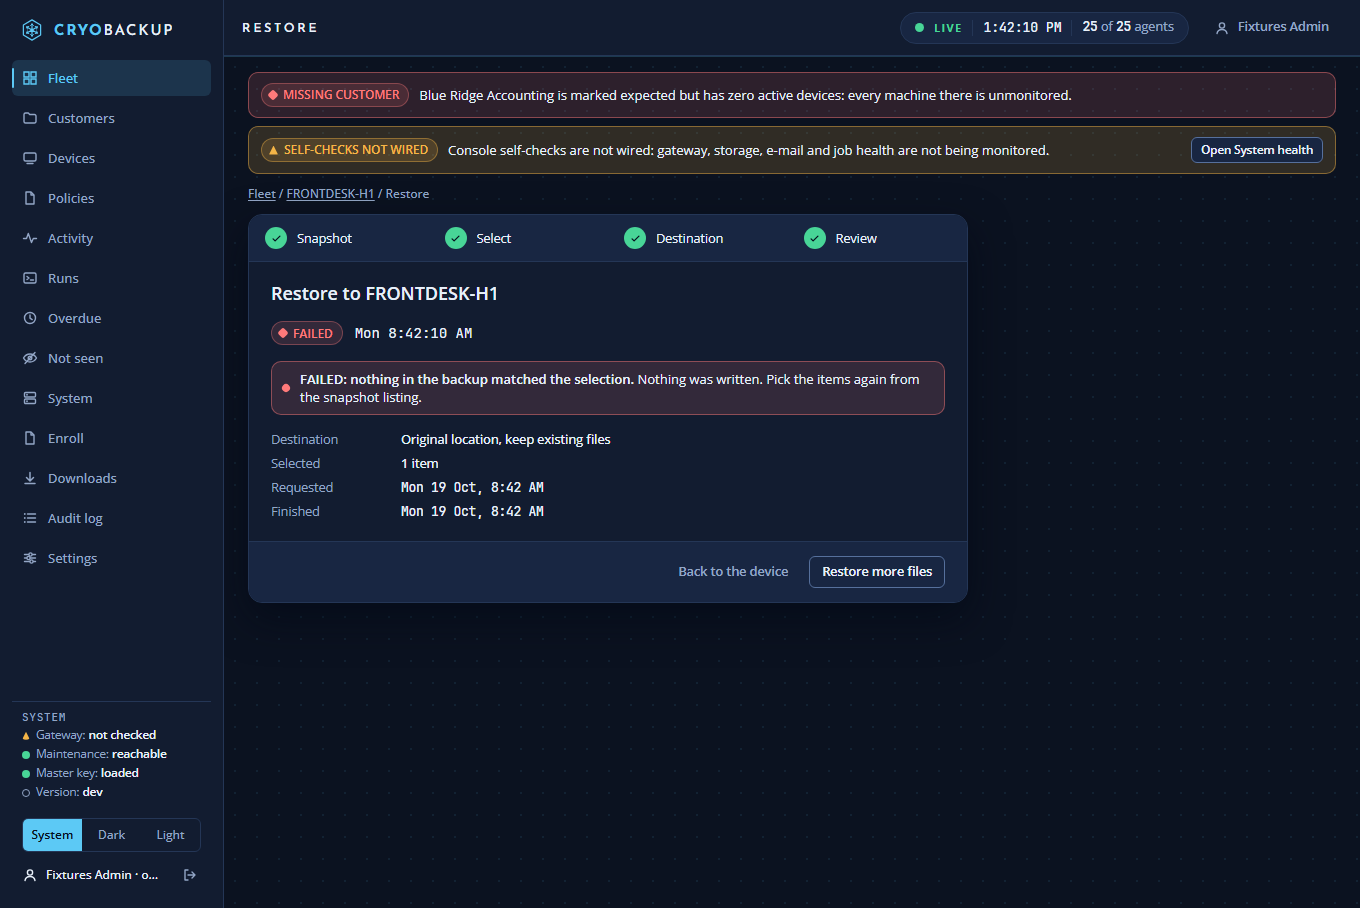 CRYOBACKUP
RESTORE
LIVE 1:42:10 PM 25 of 25 agents
Fixtures Admin
Fleet
Customers
Devices
Policies
Activity
Runs
Overdue
Not seen
System
Enroll
Downloads
Audit log
Settings
MISSING CUSTOMER Blue Ridge Accounting is marked expected but has zero active devices: every machine there is unmonitored.
SELF-CHECKS NOT WIRED Console self-checks are not wired: gateway, storage, e-mail and job health are not being monitored. Open System health
Fleet / FRONTDESK-H1 / Restore
Snapshot Select Destination Review
Restore to FRONTDESK-H1
FAILED Mon 8:42:10 AM
FAILED: nothing in the backup matched the selection. Nothing was written. Pick the items again from
the snapshot listing.
Destination Original location, keep existing files
Selected 1 item
Requested Mon 19 Oct, 8:42 AM
Finished Mon 19 Oct, 8:42 AM
Back to the device Restore more files
SYSTEM
Gateway: not checked
Maintenance: reachable
Master key: loaded
Version: dev
System Dark Light
Fixtures Admin · o...